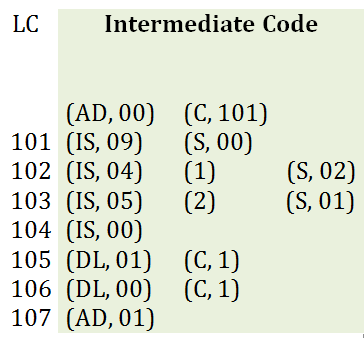 LC Intermediate Code
(AD, 00) (C, 101)
101 (IS, 09) (S, 00)
102 (IS, 04) (1) (S, 02)
103 (IS, 05) (2) (S, 01)
104 (IS, 00)
105 (DL, 01) (C, 1)
106 (DL, 00) (C, 1)
107 (AD, 01)